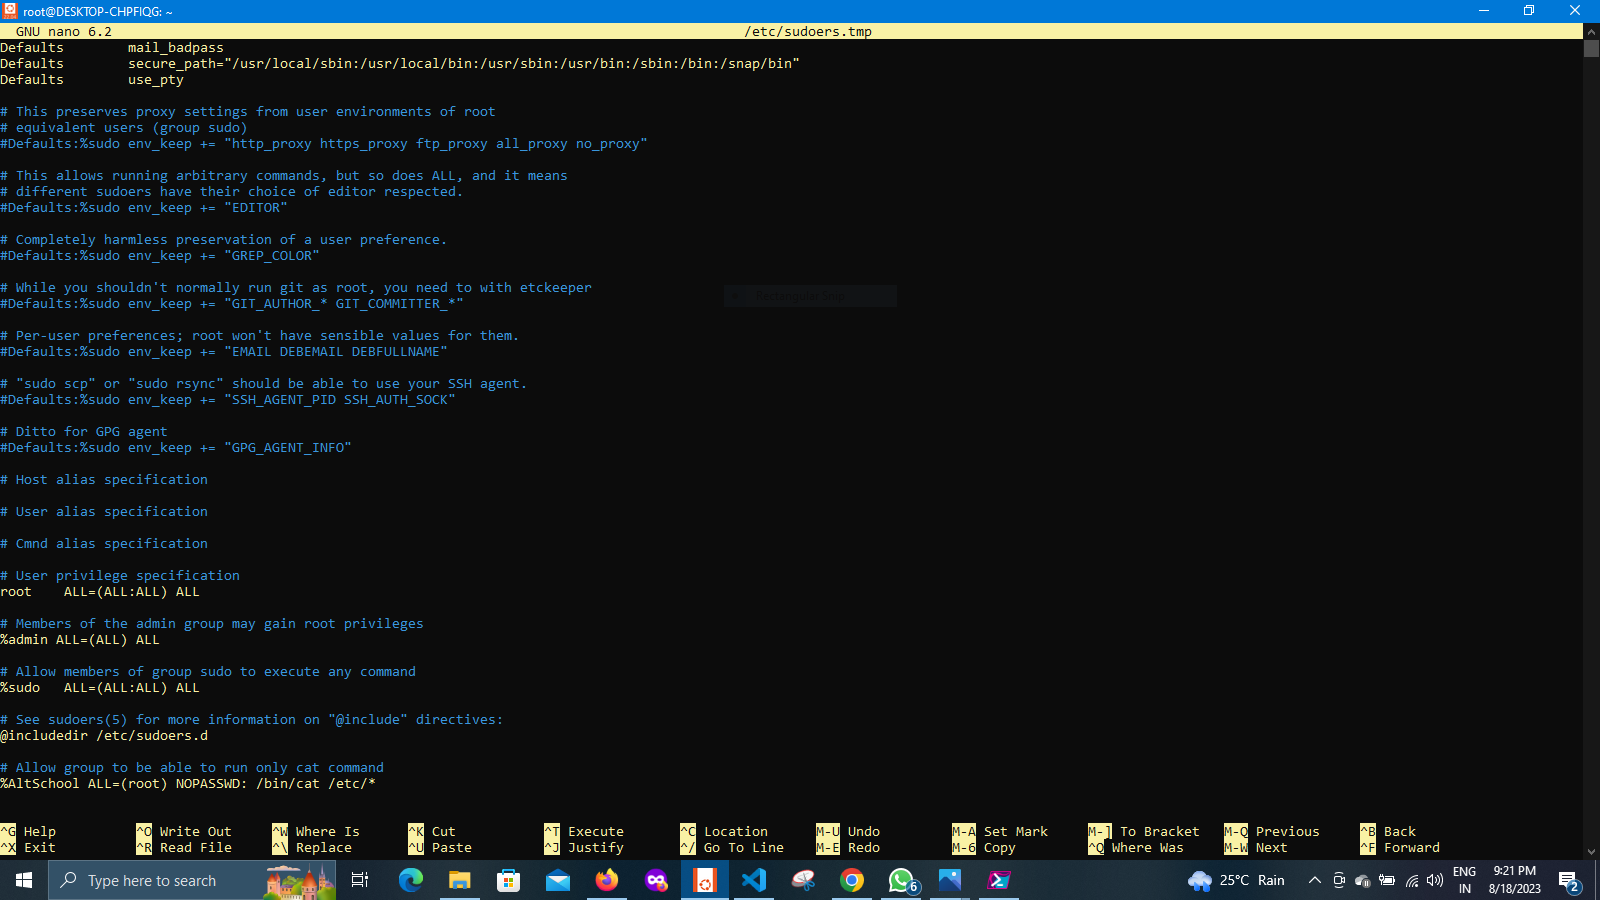 root@DESKTOP-CHPFIQG: ~
GNU nano 6.2 /etc/sudoers.tmp
Defaults        mail_badpass
Defaults        secure_path="/usr/local/sbin:/usr/local/bin:/usr/sbin:/usr/bin:/sbin:/bin:/snap/bin"
Defaults        use_pty
# This preserves proxy settings from user environments of root
# equivalent users (group sudo)
#Defaults:%sudo env_keep += "http_proxy https_proxy ftp_proxy all_proxy no_proxy"
# This allows running arbitrary commands, but so does ALL, and it means
# different sudoers have their choice of editor respected.
#Defaults:%sudo env_keep += "EDITOR"
# Completely harmless preservation of a user preference.
#Defaults:%sudo env_keep += "GREP_COLOR"
# While you shouldn't normally run git as root, you need to with etckeeper
#Defaults:%sudo env_keep += "GIT_AUTHOR_* GIT_COMMITTER_*"
# Per-user preferences; root won't have sensible values for them.
#Defaults:%sudo env_keep += "EMAIL DEBEMAIL DEBFULLNAME"
# "sudo scp" or "sudo rsync" should be able to use your SSH agent.
#Defaults:%sudo env_keep += "SSH_AGENT_PID SSH_AUTH_SOCK"
# Ditto for GPG agent
#Defaults:%sudo env_keep += "GPG_AGENT_INFO"
# Host alias specification
# User alias specification
# Cmnd alias specification
# User privilege specification
root    ALL=(ALL:ALL) ALL
# Members of the admin group may gain root privileges
%admin ALL=(ALL) ALL
# Allow members of group sudo to execute any command
%sudo   ALL=(ALL:ALL) ALL
# See sudoers(5) for more information on "@include" directives:
@includedir /etc/sudoers.d
# Allow group to be able to run only cat command
%AltSchool ALL=(root) NOPASSWD: /bin/cat /etc/*
^G Help ^O Write Out ^W Where Is ^K Cut ^T Execute ^C Location M-U Undo M-A Set Mark M-] To Bracket M-Q Previous ^B Back
^X Exit ^R Read File ^\ Replace ^U Paste ^J Justify ^/ Go To Line M-E Redo M-6 Copy ^Q Where Was M-W Next ^F Forward
Type here to search
6
25°C Rain
ENG
IN
9:21 PM
8/18/2023
2